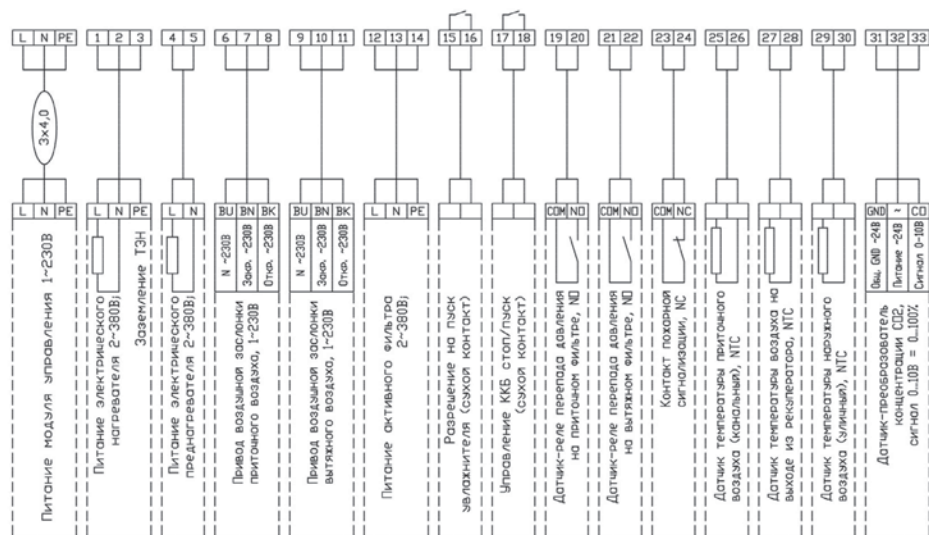 L N PE
1 2 3
4 5
6 7 8
9 10 11
12 13 14
15 16
17 18
19 20
21 22
23 24
25 26
27 28
29 30
31 32 33
3x4,0
L N PE
L N PE
L N
BU BN BK
BU BN BK
L N PE
COM NO
COM NO
COM NC
GND ~ CO
Питание модуля управления 1~230В
Питание электрического
нагревателя 2~380В;
Заземление ТЭН
Питание электрического
преднагревателя 2~380В;
N ~230В
Закр. ~230В
Откр. ~230В
Привод воздушной заслонки
приточного воздуха, 1~230В
N ~230В
Закр. ~230В
Откр. ~230В
Привод воздушной заслонки
вытяжного воздуха, 1~230В
Питание активного фильтра
2~380В;
Разрешение на пуск
увлажнителя (сухой контакт)
Управление ККБ стоп/пуск
(сухой контакт)
Датчик-реле перепада давления
на приточном фильтре, NO
Датчик-реле перепада давления
на вытяжном фильтре, NO
Контакт пожарной
сигнализации, NC
Датчик температуры приточного
воздуха (канальный), NTC
Датчик температуры воздуха на
выходе из рекуператора, NTC
Датчик температуры наружного
воздуха (уличный), NTC
Общ. GND ~24В
Питание ~24В
Сигнал 0-10В
Датчик-преобразователь
концентрации CO2,
сигнал 0...10В = 0...100%